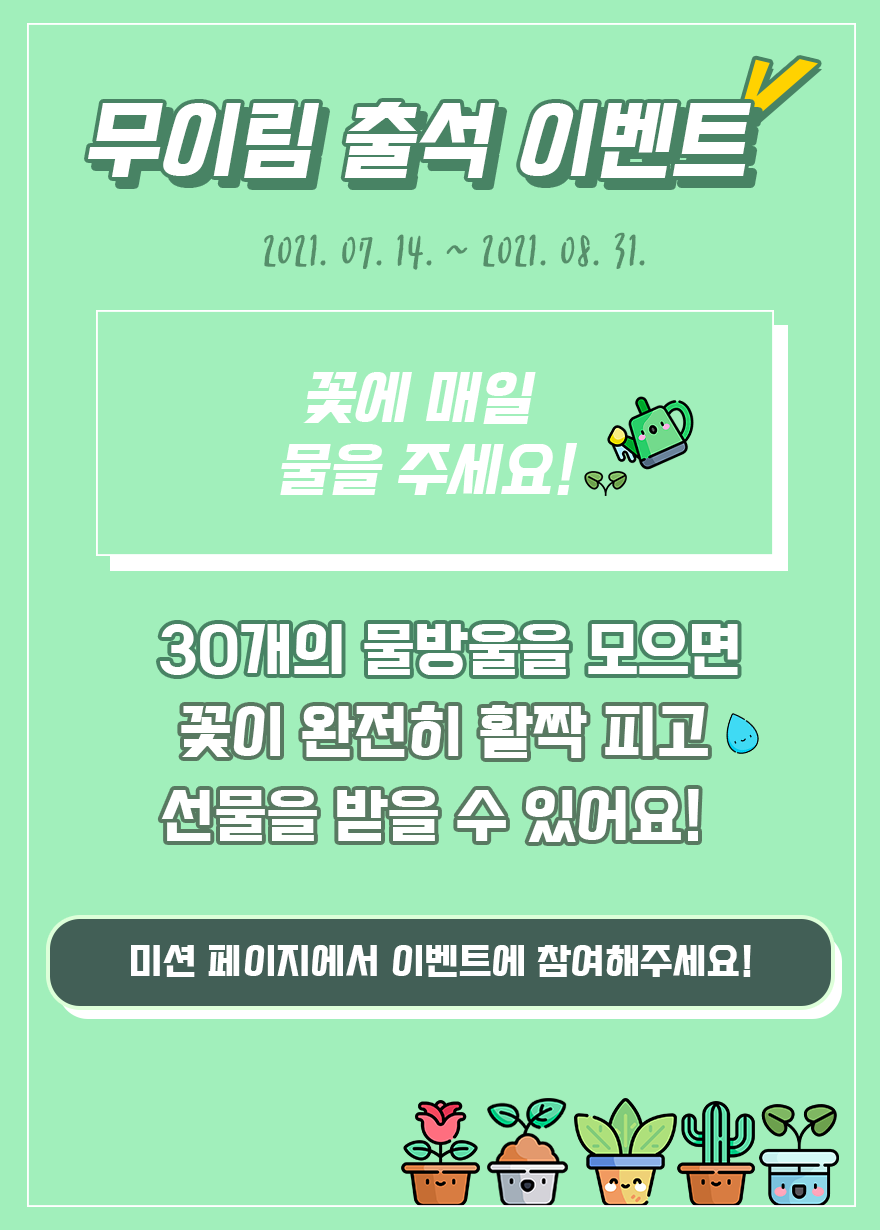 무이림 출석 이벤트
2021. 07. 14. ~ 2021. 08. 31.
꽃에 매일
물을 주세요!
30개의 물방울을 모으면
꽃이 완전히 활짝 피고
선물을 받을 수 있어요!
미션 페이지에서 이벤트에 참여해주세요!